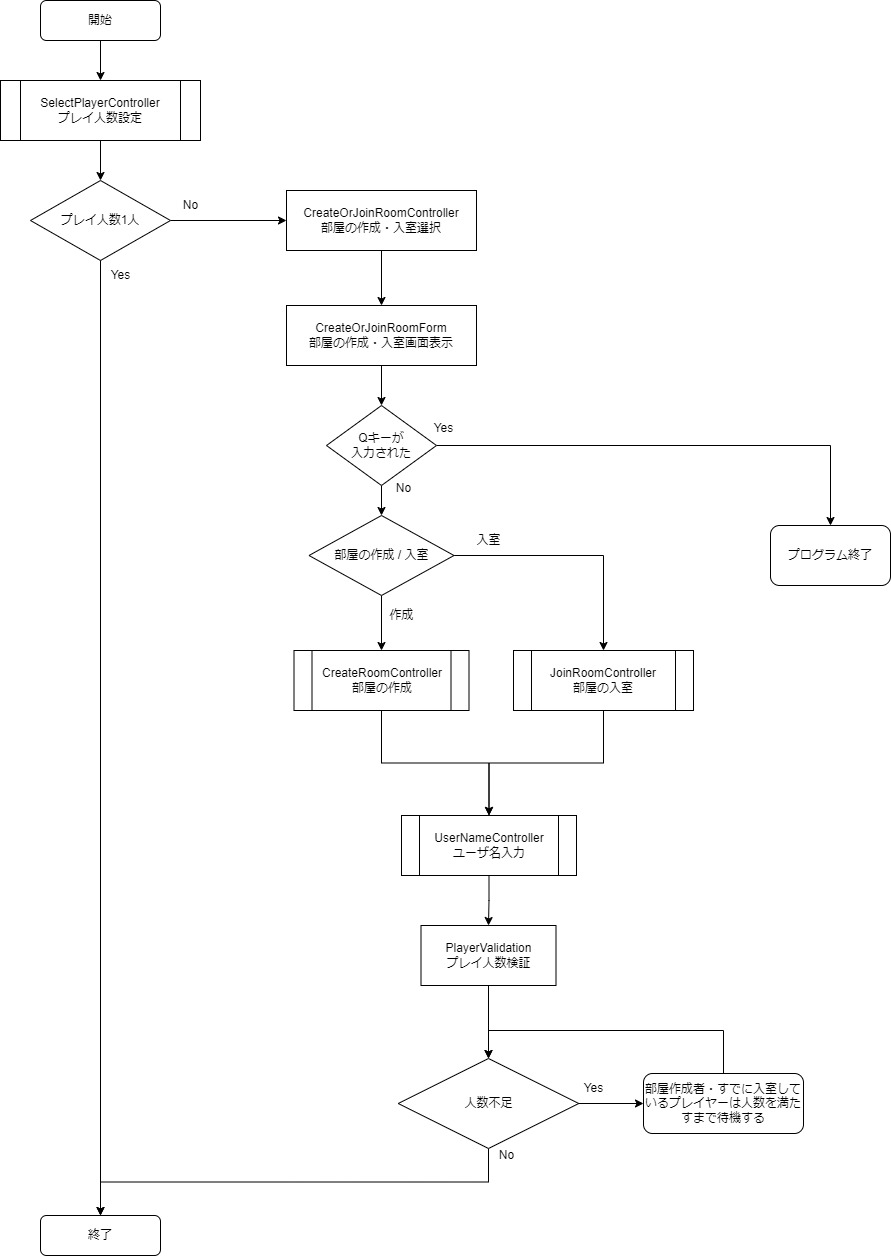 開始
SelectPlayerController
プレイ人数設定
プレイ人数1人
No
Yes
CreateOrJoinRoomController
部屋の作成・入室選択
CreateOrJoinRoomForm
部屋の作成・入室画面表示
Qキーが
入力された
Yes
No
プログラム終了
部屋の作成 / 入室
入室
作成
CreateRoomController
部屋の作成
JoinRoomController
部屋の入室
UserNameController
ユーザ名入力
PlayerValidation
プレイ人数検証
人数不足
Yes
部屋作成者・すでに入室して
いるプレイヤーは人数を満た
すまで待機する
No
終了